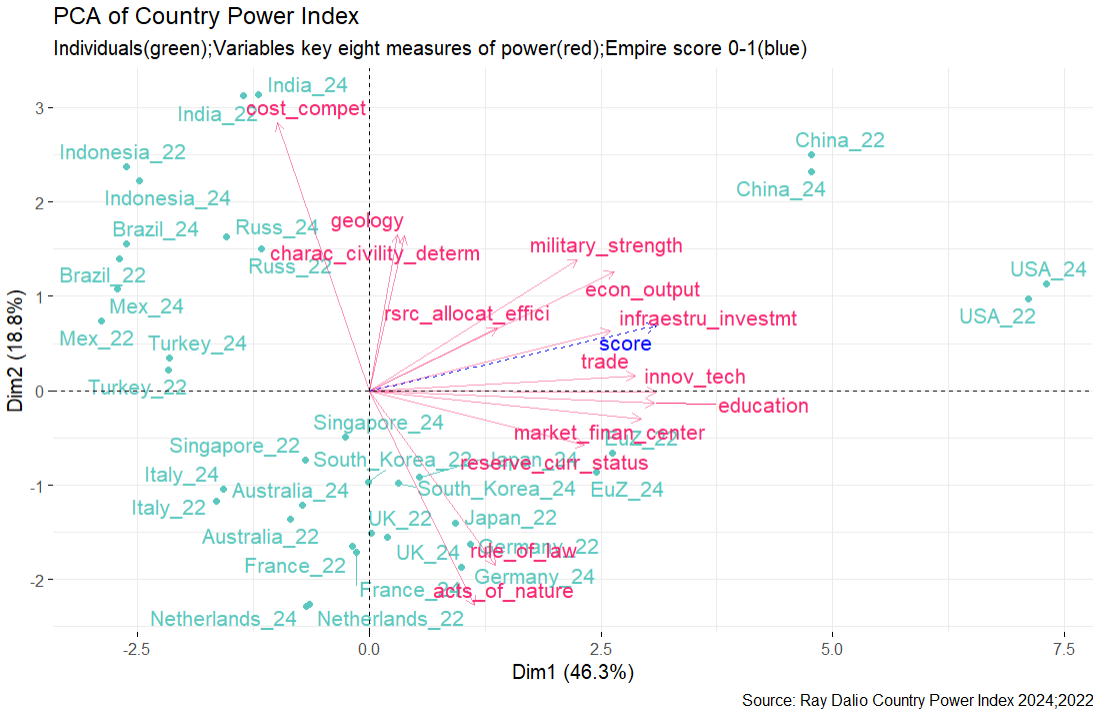 PCA of Country Power Index
Individuals(green);Variables key eight measures of power(red);Empire score 0-1(blue)
India_24
India_22
cost_compet
China_22
China_24
Indonesia_22
Indonesia_24
Brazil_24
Russ_24
geology
charac_civility_determ
Russ_22
Brazil_22
military_strength
econ_output
USA_24
USA_22
Mex_24
Mex_22
rsrc_allocat_effici
infraestru_investmt
score
Turkey_24
Turkey_22
trade
innov_tech
education
Singapore_24
market_finan_center
EuZ_22
Singapore_22
South_Korea_22
Japan_24
reserve_curr_status
Italy_24
Australia_24
South_Korea_24
EuZ_24
Italy_22
UK_22
Japan_22
Australia_22
UK_24
Germany_22
rule_of_law
France_22
Germany_24
France_24
acts_of_nature
Netherlands_24
Netherlands_22
3
2
1
0
-1
-2
Dim2 (18.8%)
-2.5
0.0
2.5
5.0
7.5
Dim1 (46.3%)
Source: Ray Dalio Country Power Index 2024;2022